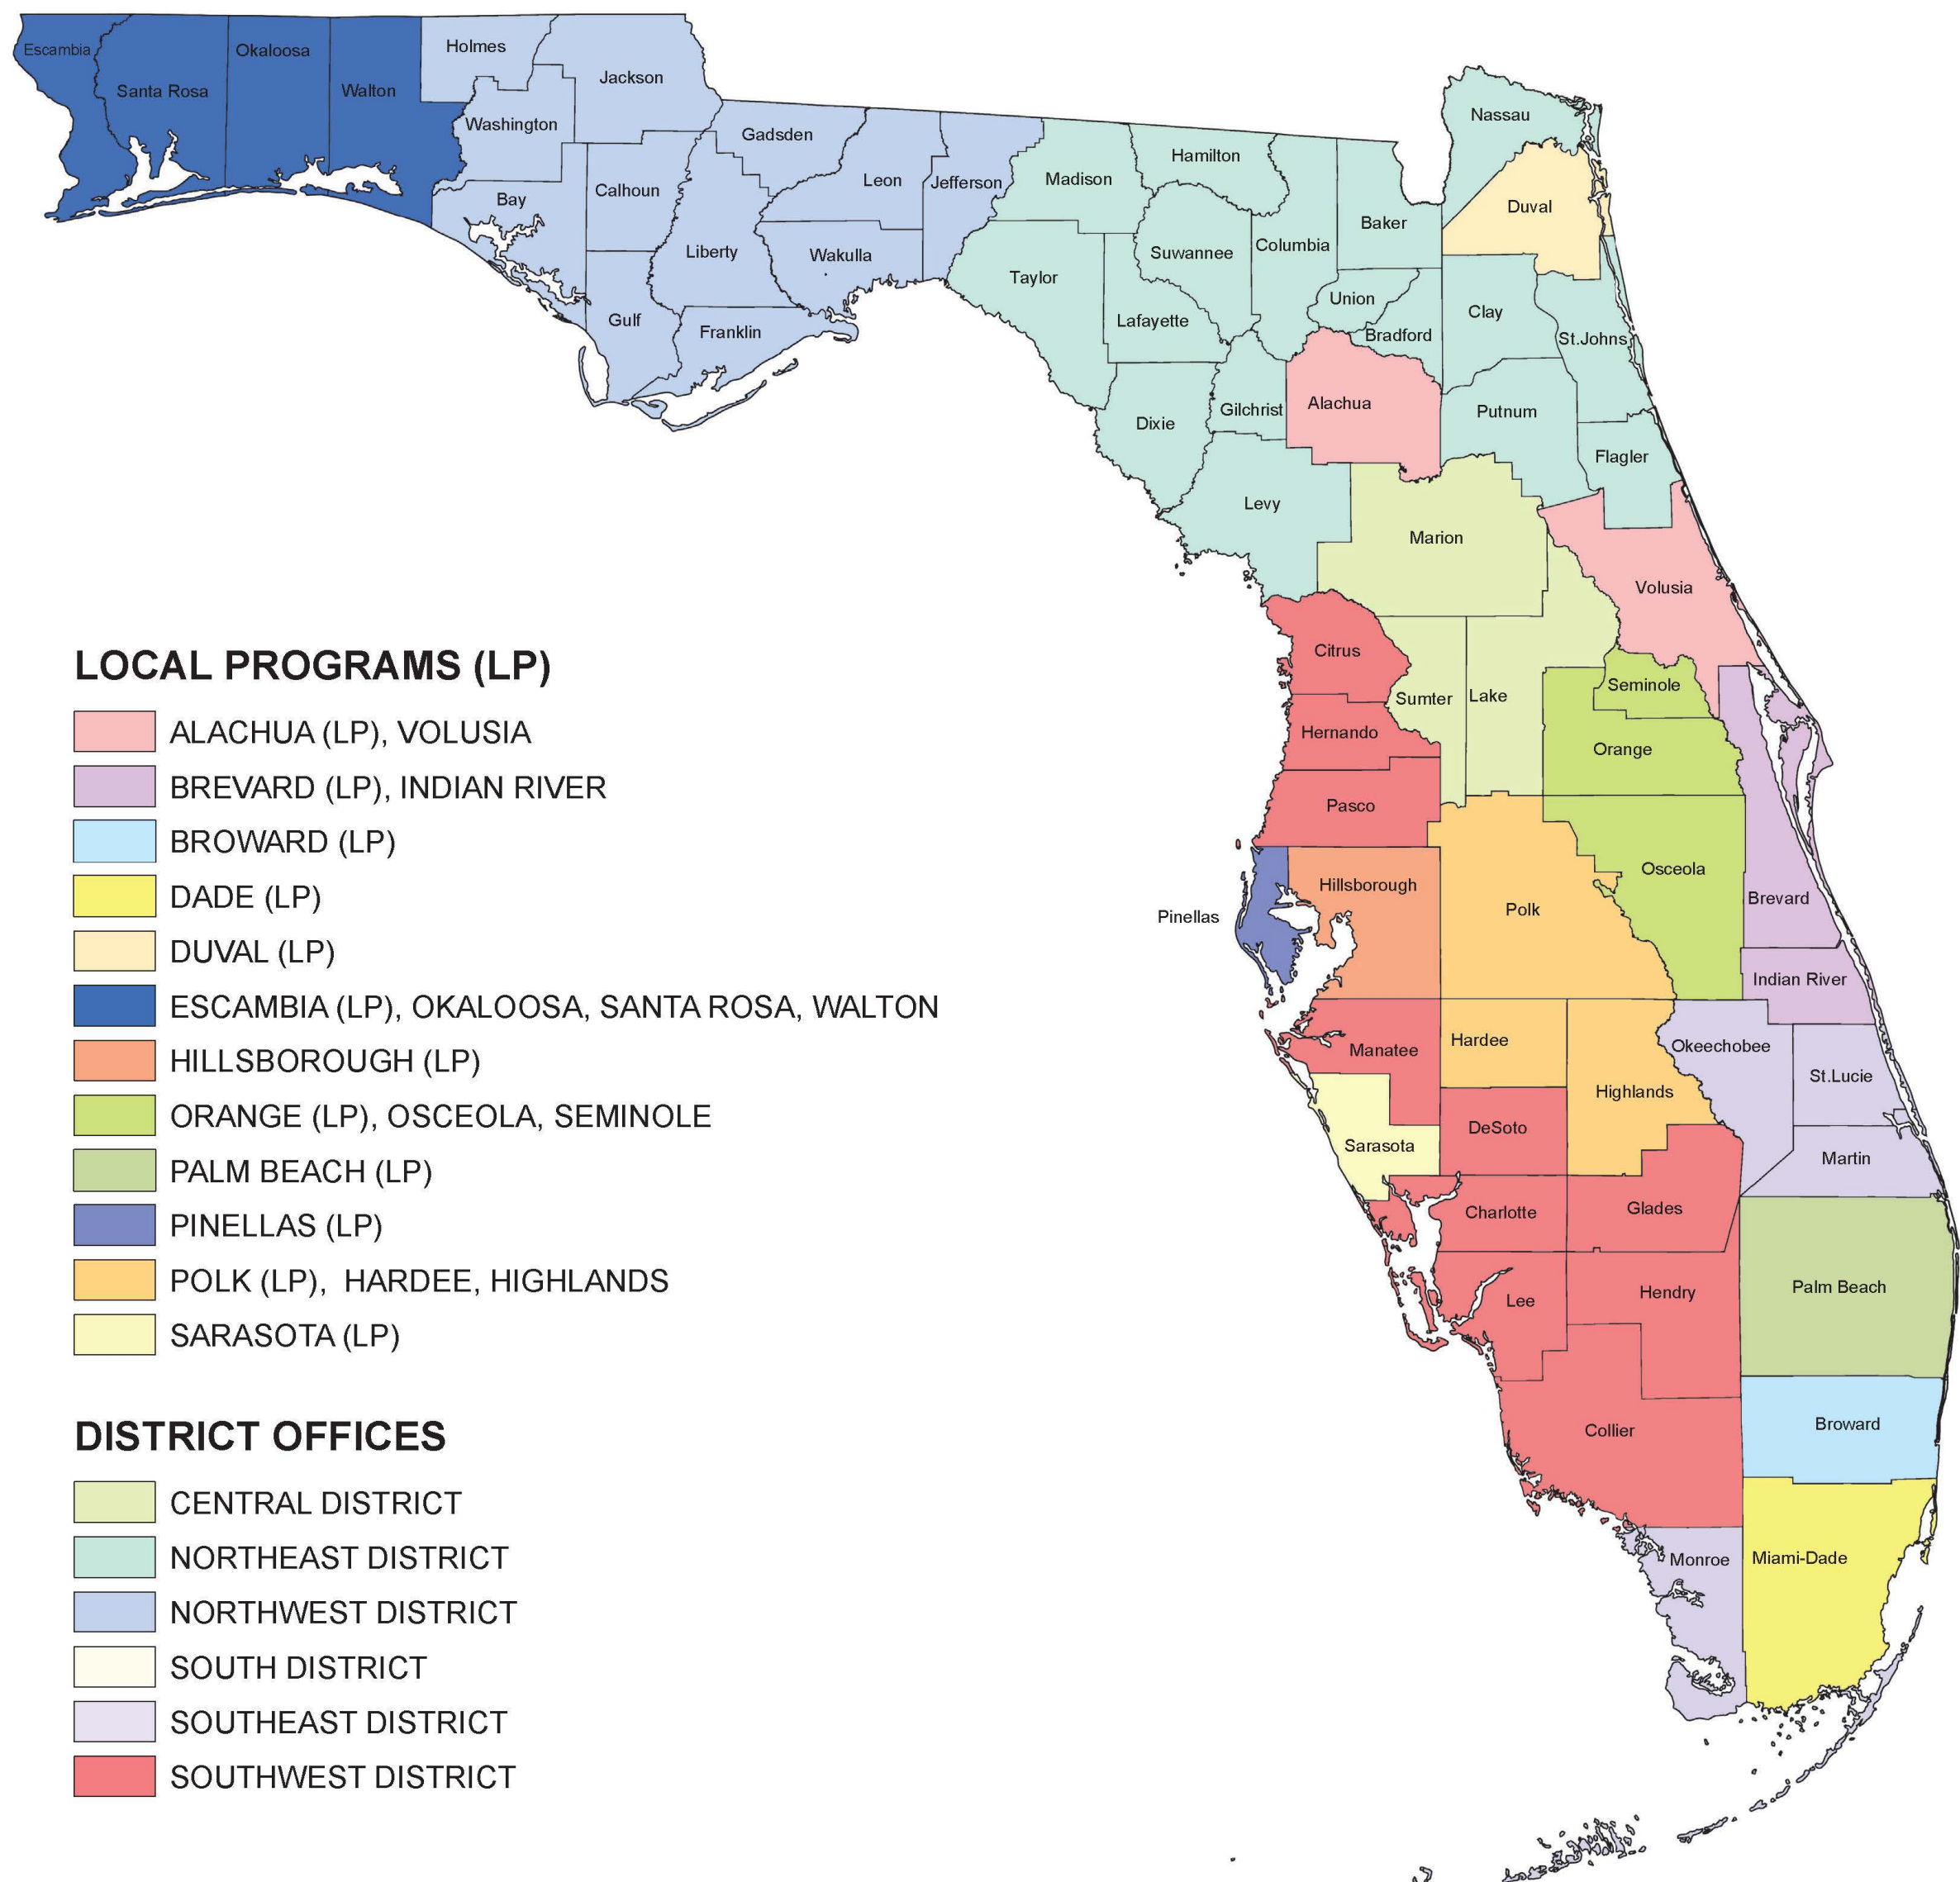 Escambia
Santa Rosa
Okaloosa
Walton
Holmes
Jackson
Washington
Bay
Calhoun
Gadsden
Leon
Jefferson
Liberty
Wakulla
Gulf
Franklin
Madison
Hamilton
Taylor
Suwannee
Columbia
Baker
Nassau
Duval
Lafayette
Union
Bradford
Clay
St.Johns
Dixie
Gilchrist
Alachua
Putnum
Flagler
Levy
Marion
Volusia
Citrus
Sumter
Lake
Seminole
Hernando
Orange
Pasco
Osceola
Pinellas
Hillsborough
Polk
Brevard
Indian River
Manatee
Hardee
Highlands
Okeechobee
St.Lucie
Sarasota
DeSoto
Martin
Charlotte
Glades
Lee
Hendry
Palm Beach
Collier
Broward
Monroe
Miami-Dade
LOCAL PROGRAMS (LP)
ALACHUA (LP), VOLUSIA
BREVARD (LP), INDIAN RIVER
BROWARD (LP)
DADE (LP)
DUVAL (LP)
ESCAMBIA (LP), OKALOOSA, SANTA ROSA, WALTON
HILLSBOROUGH (LP)
ORANGE (LP), OSCEOLA, SEMINOLE
PALM BEACH (LP)
PINELLAS (LP)
POLK (LP), HARDEE, HIGHLANDS
SARASOTA (LP)
DISTRICT OFFICES
CENTRAL DISTRICT
NORTHEAST DISTRICT
NORTHWEST DISTRICT
SOUTH DISTRICT
SOUTHEAST DISTRICT
SOUTHWEST DISTRICT